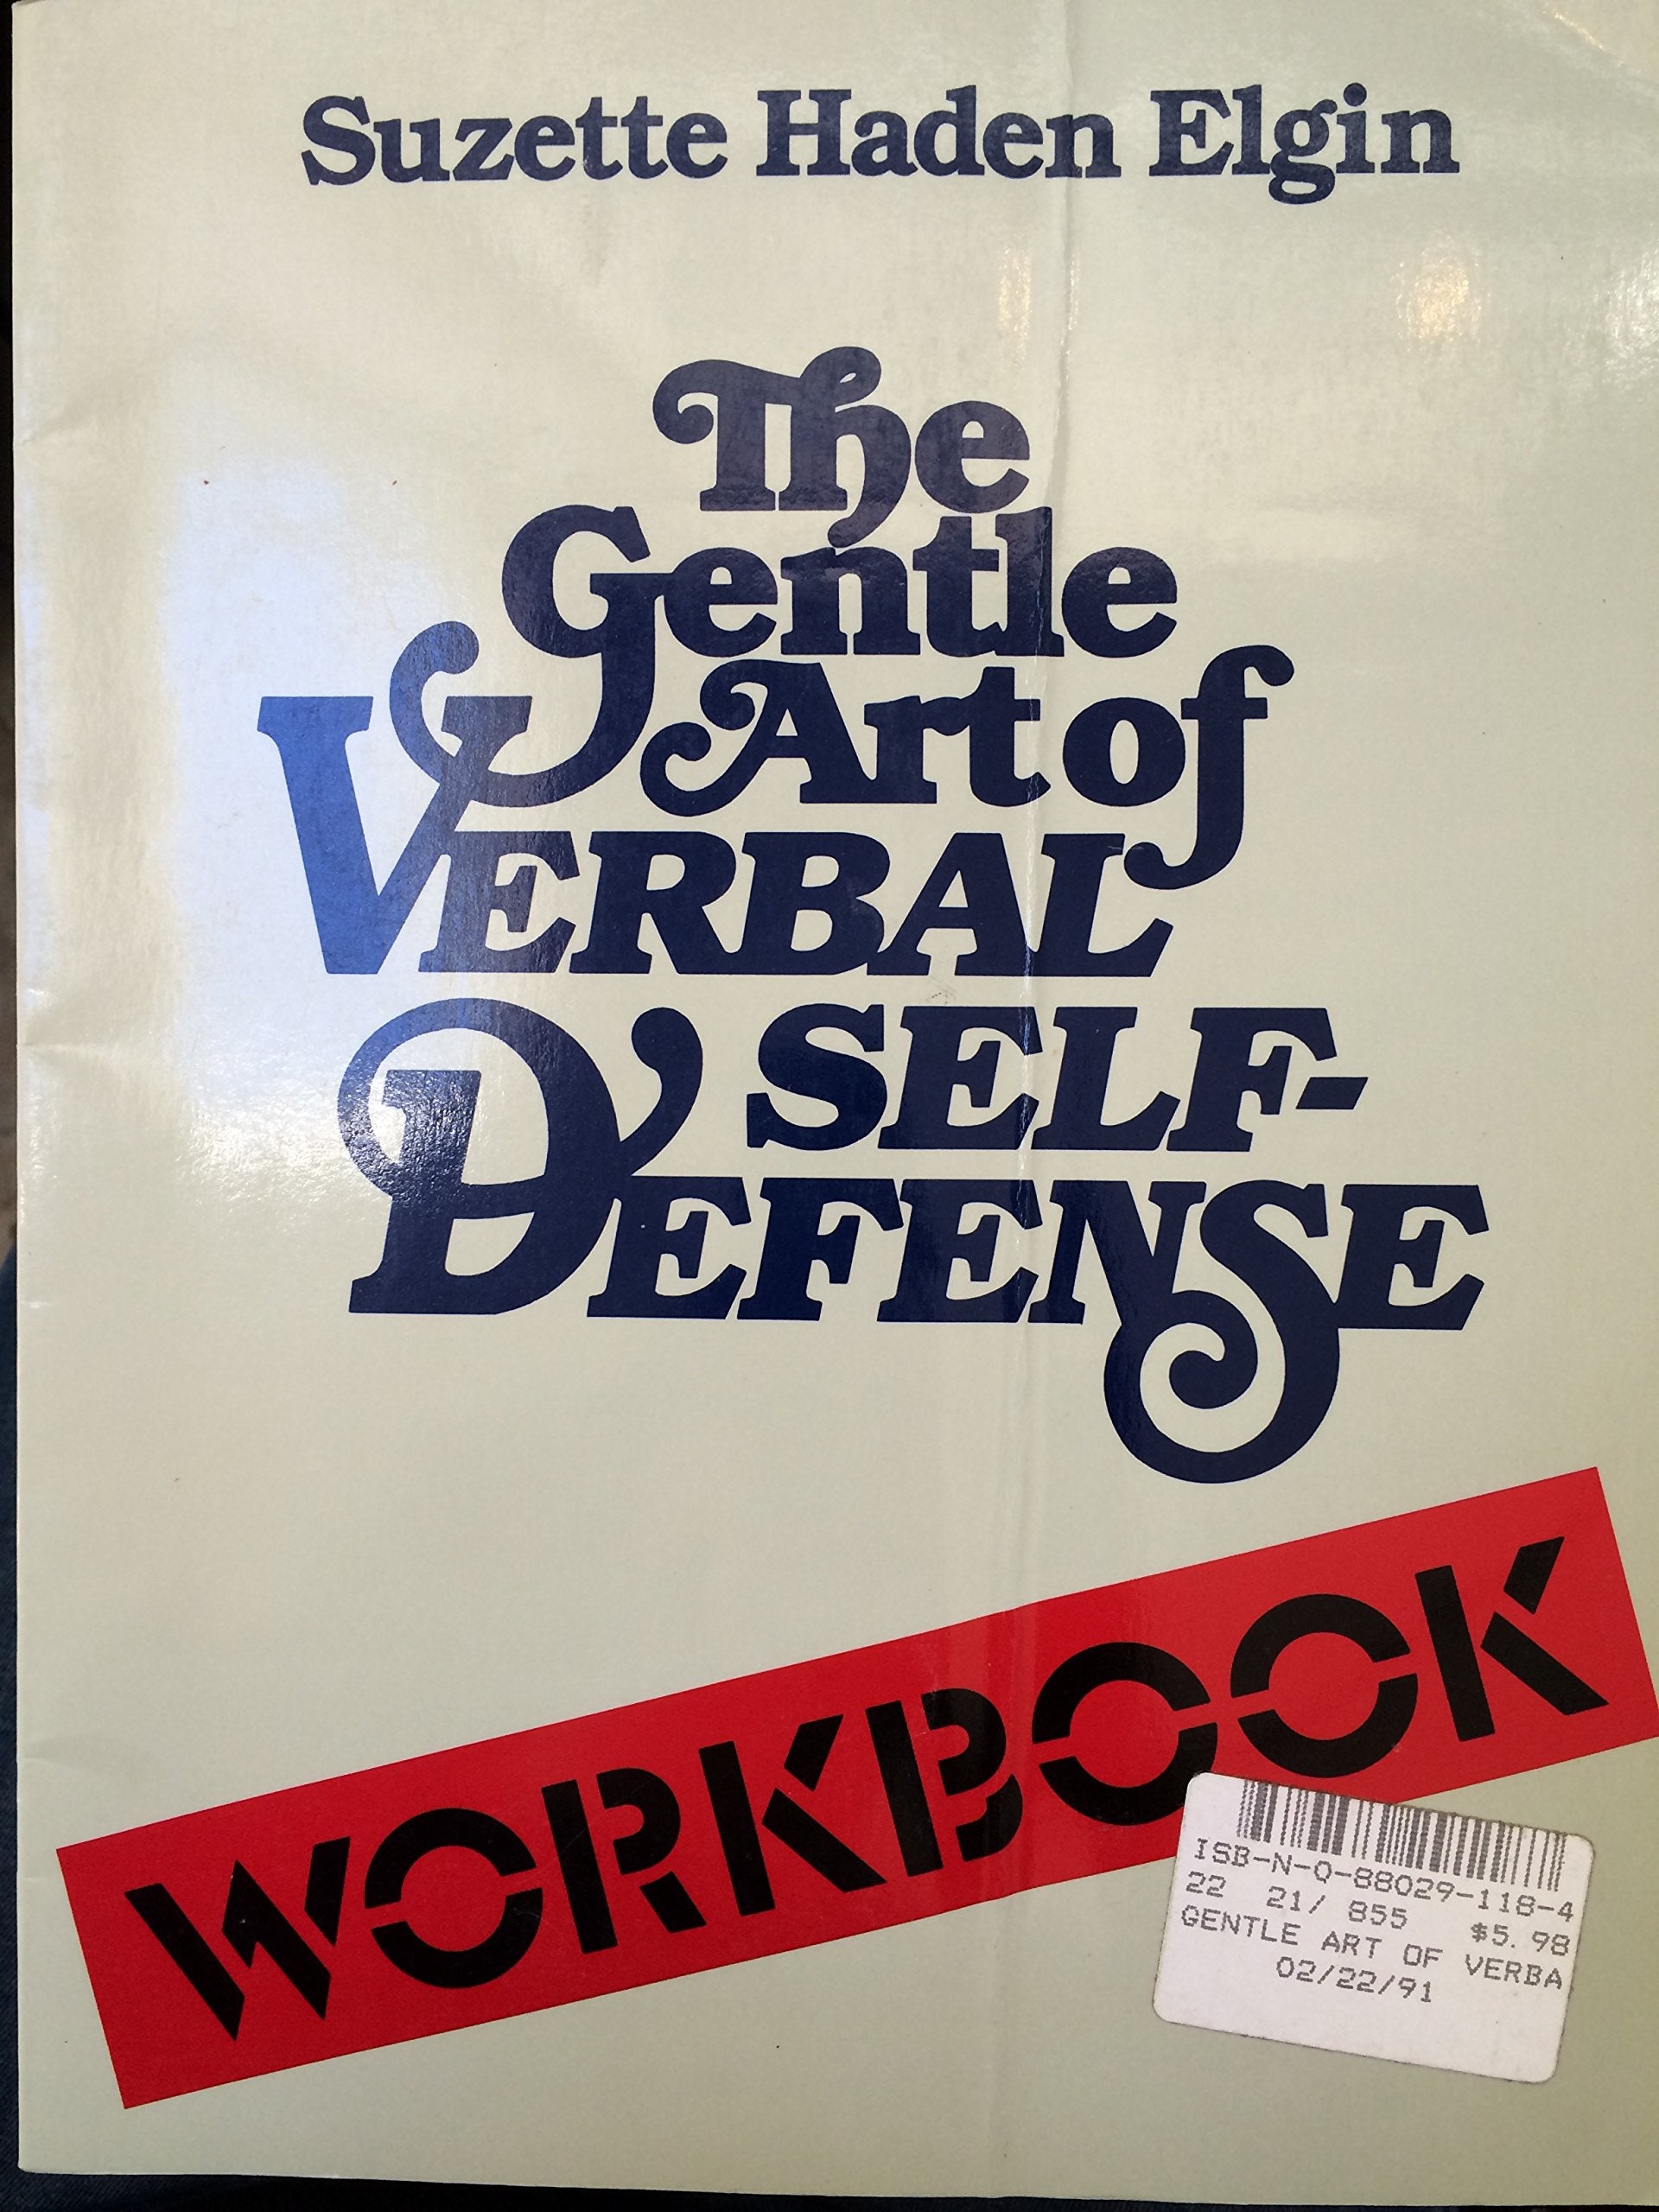 Suzette Haden Elgin
The
Gentle
Art of
VERBAL
SELF-
DEFENSE
WORKBOOK
ISB-N-0-88029-118-4
22 21/ 855 $5.98
GENTLE ART OF VERBA
02/22/91